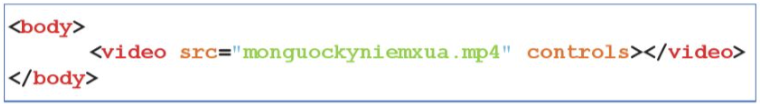 <body>
<video src="monguockyniemxua.mp4" controls></video>
</body>